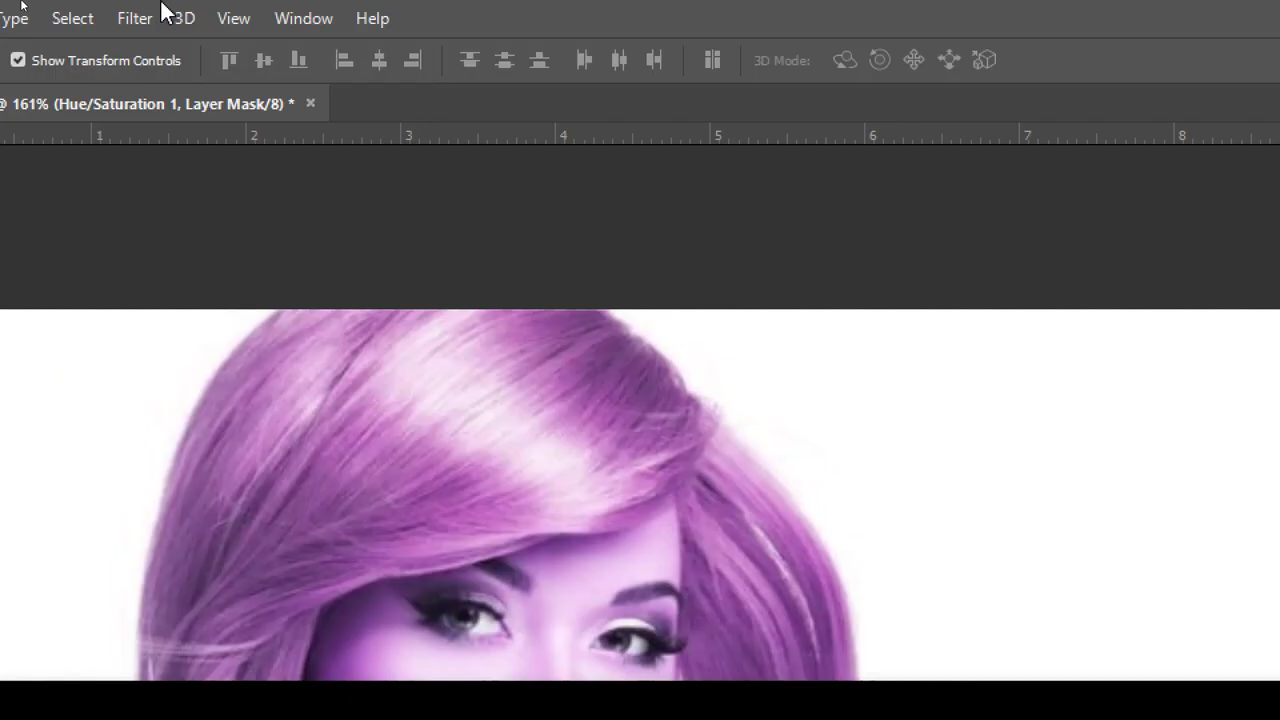 Type Select Filter 3D View Window Help
Show Transform Controls 3D Mode:
@ 161% (Hue/Saturation 1, Layer Mask/8) * ×
1 2 3 4 5 6 7 8